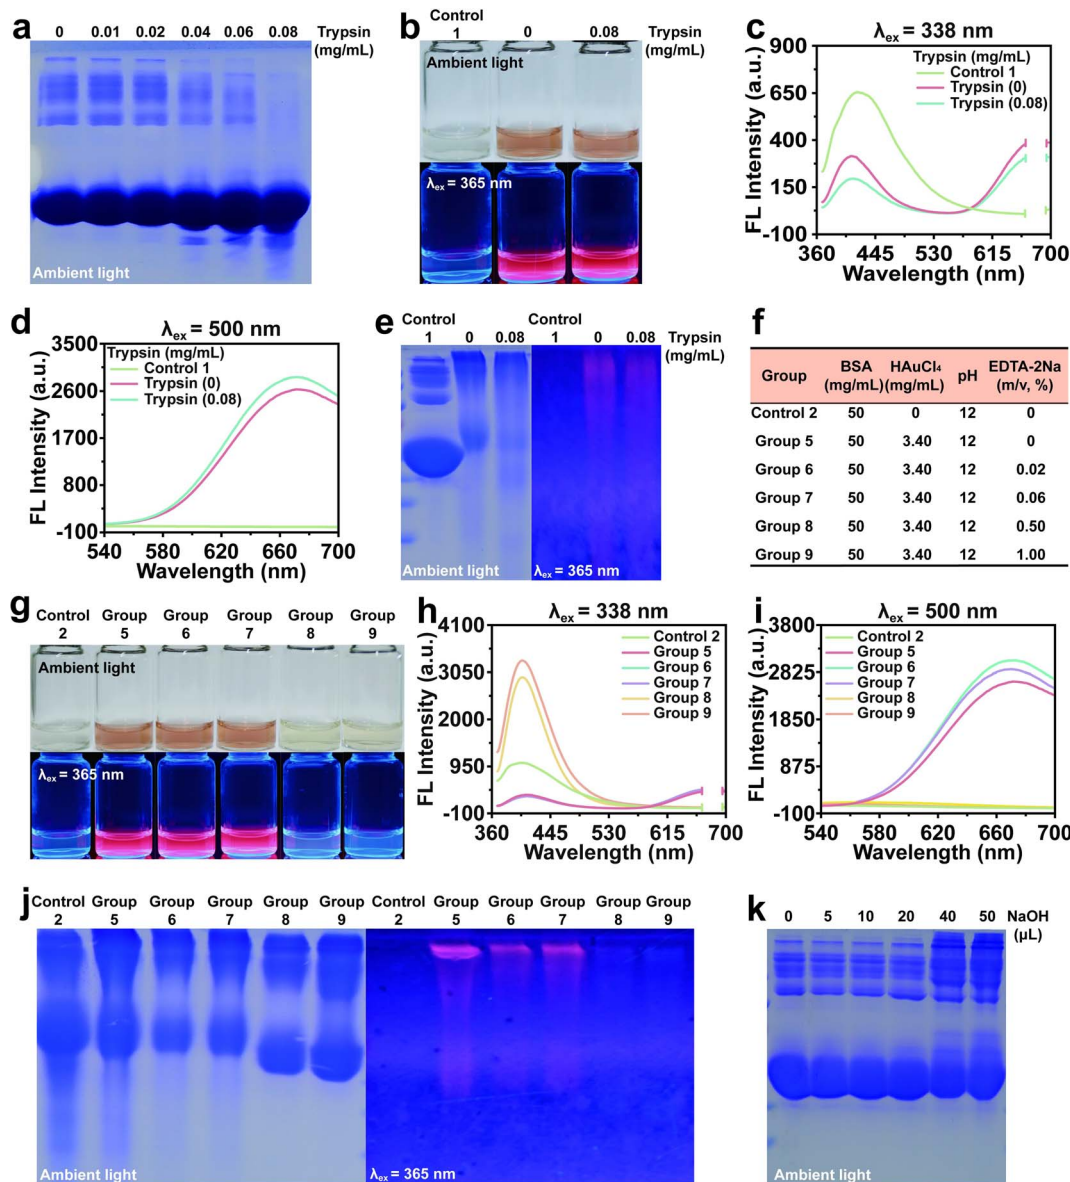 a
0 0.01 0.02 0.04 0.06 0.08 Trypsin
(mg/mL)
Ambient light
b
Control
1 0 0.08 Trypsin
(mg/mL)
Ambient light
λex = 365 nm
c
λex = 338 nm
Trypsin (mg/mL)
Control 1
Trypsin (0)
Trypsin (0.08)
900
650
400
150
-100
FL Intensity (a.u.)
360 445 530 615 700
Wavelength (nm)
d
λex = 500 nm
Trypsin (mg/mL)
Control 1
Trypsin (0)
Trypsin (0.08)
3500
2600
1700
800
-100
FL Intensity (a.u.)
540 580 620 660 700
Wavelength (nm)
e
Control Control
1 0 0.08 1 0 0.08 Trypsin
(mg/mL)
Ambient light
λex = 365 nm
f
Group BSA (mg/mL) HAuCl₄ (mg/mL) pH EDTA-2Na (m/v, %)
Control 2 50 0 12 0
Group 5 50 3.40 12 0
Group 6 50 3.40 12 0.02
Group 7 50 3.40 12 0.06
Group 8 50 3.40 12 0.50
Group 9 50 3.40 12 1.00
g
Control Group Group Group Group Group
2 5 6 7 8 9
Ambient light
λex = 365 nm
h
λex = 338 nm
Control 2
Group 5
Group 6
Group 7
Group 8
Group 9
4100
3050
2000
950
-100
FL Intensity (a.u.)
360 445 530 615 700
Wavelength (nm)
i
λex = 500 nm
Control 2
Group 5
Group 6
Group 7
Group 8
Group 9
3800
2825
1850
875
-100
FL Intensity (a.u.)
540 580 620 660 700
Wavelength (nm)
j
Control Group Group Group Group Group Control Group Group Group Group Group
2 5 6 7 8 9 2 5 6 7 8 9
Ambient light
λex = 365 nm
k
0 5 10 20 40 50 NaOH
(μL)
Ambient light